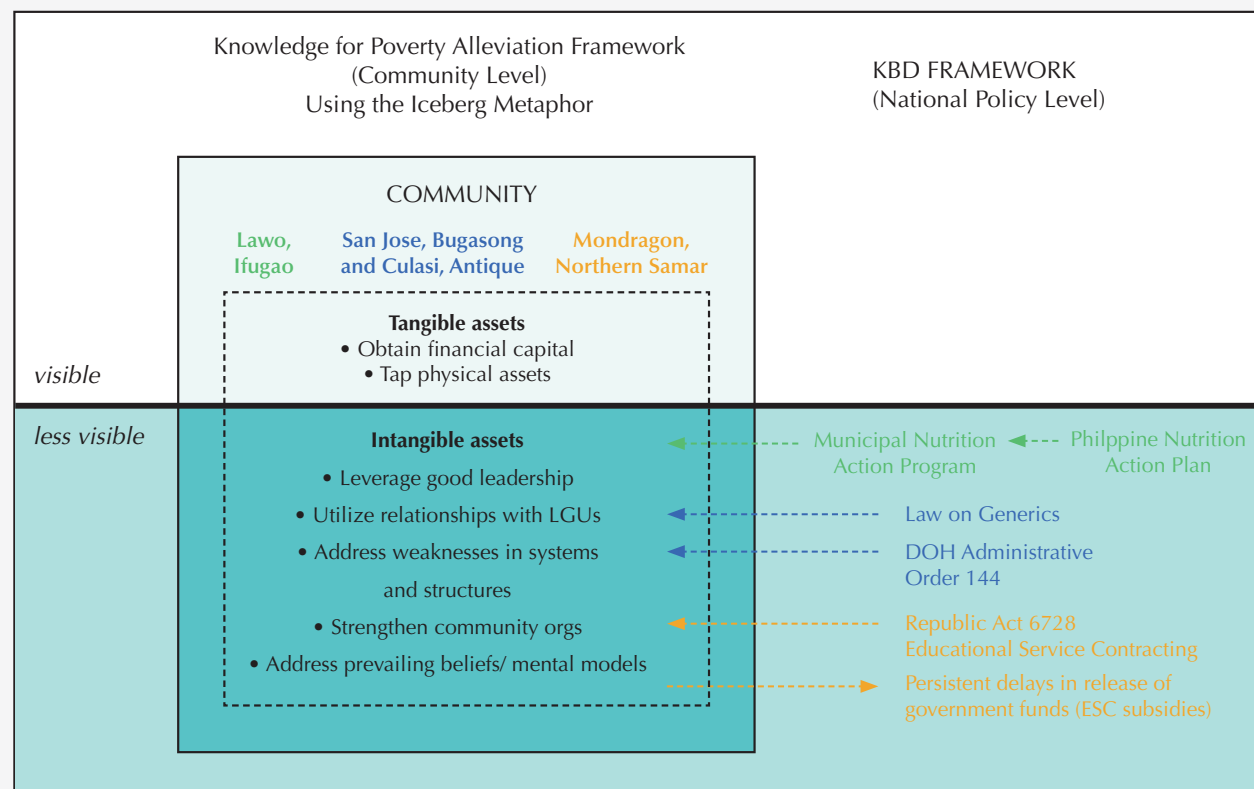 Knowledge for Poverty Alleviation Framework
(Community Level)
Using the Iceberg Metaphor
KBD FRAMEWORK
(National Policy Level)
COMMUNITY
Lawo,
Ifugao
San Jose, Bugasong
and Culasi, Antique
Mondragon,
Northern Samar
Tangible assets
• Obtain financial capital
• Tap physical assets
visible
less visible
Intangible assets
• Leverage good leadership
• Utilize relationships with LGUs
• Address weaknesses in systems
and structures
• Strengthen community orgs
• Address prevailing beliefs/ mental models
Municipal Nutrition
Action Program
Philppine Nutrition
Action Plan
Law on Generics
DOH Administrative
Order 144
Republic Act 6728
Educational Service Contracting
Persistent delays in release of
government funds (ESC subsidies)